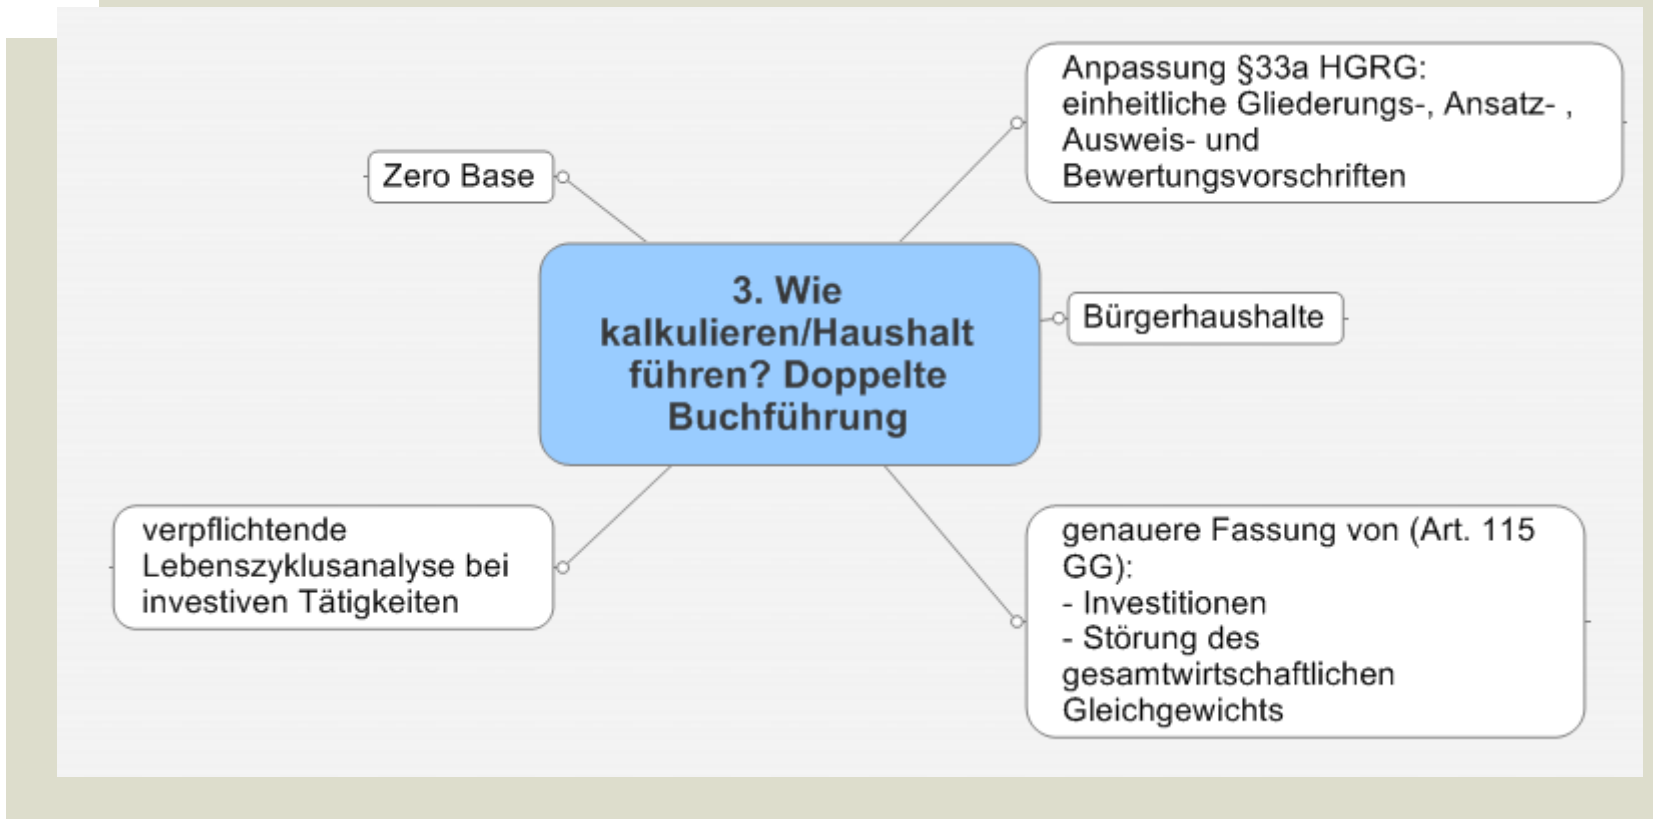 Anpassung §33a HGRG:
einheitliche Gliederungs-, Ansatz- ,
Ausweis- und
Bewertungsvorschriften
Zero Base
3. Wie
kalkulieren/Haushalt
führen? Doppelte
Buchführung
Bürgerhaushalte
verpflichtende
Lebenszyklusanalyse bei
investiven Tätigkeiten
genauere Fassung von (Art. 115
GG):
- Investitionen
- Störung des
gesamtwirtschaftlichen
Gleichgewichts